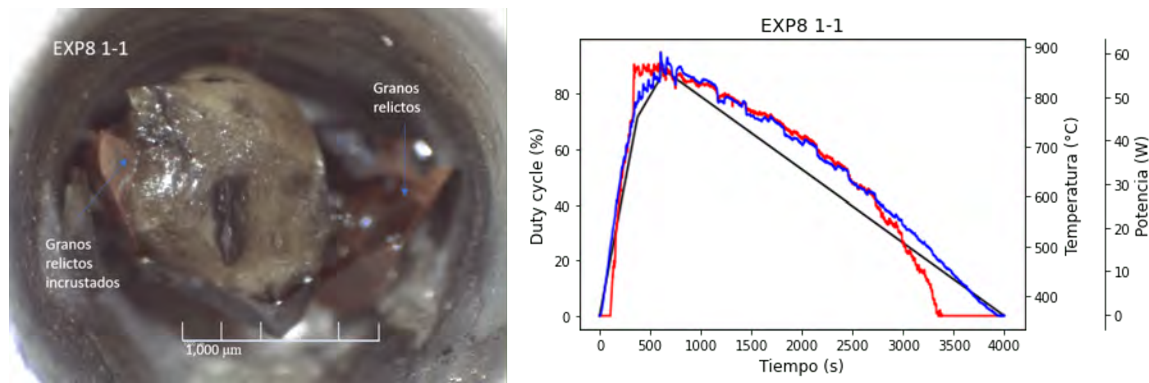 EXP8 1-1
Granos
relictos
Granos
relictos
incrustados
1,000 μm
EXP8 1-1
Duty cycle (%)
80
60
40
20
0
0 500 1000 1500 2000 2500 3000 3500 4000
Tiempo (s)
900
800
700
600
500
400
Temperatura (°C)
60
50
40
30
20
10
0
Potencia (W)